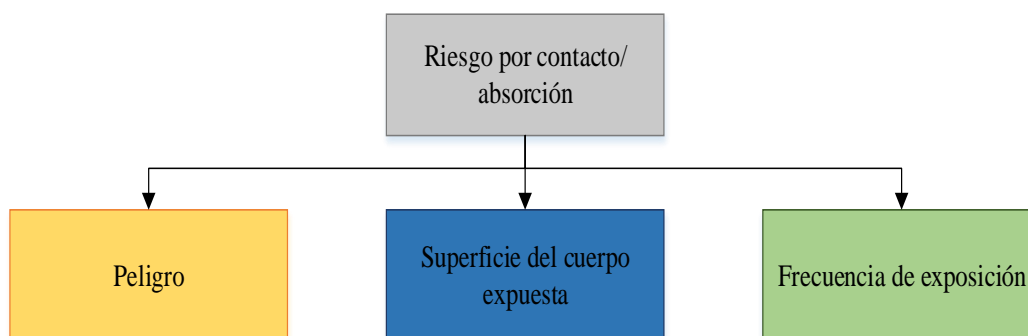 Riesgo por contacto/
absorción
Peligro
Superficie del cuerpo
expuesta
Frecuencia de exposición